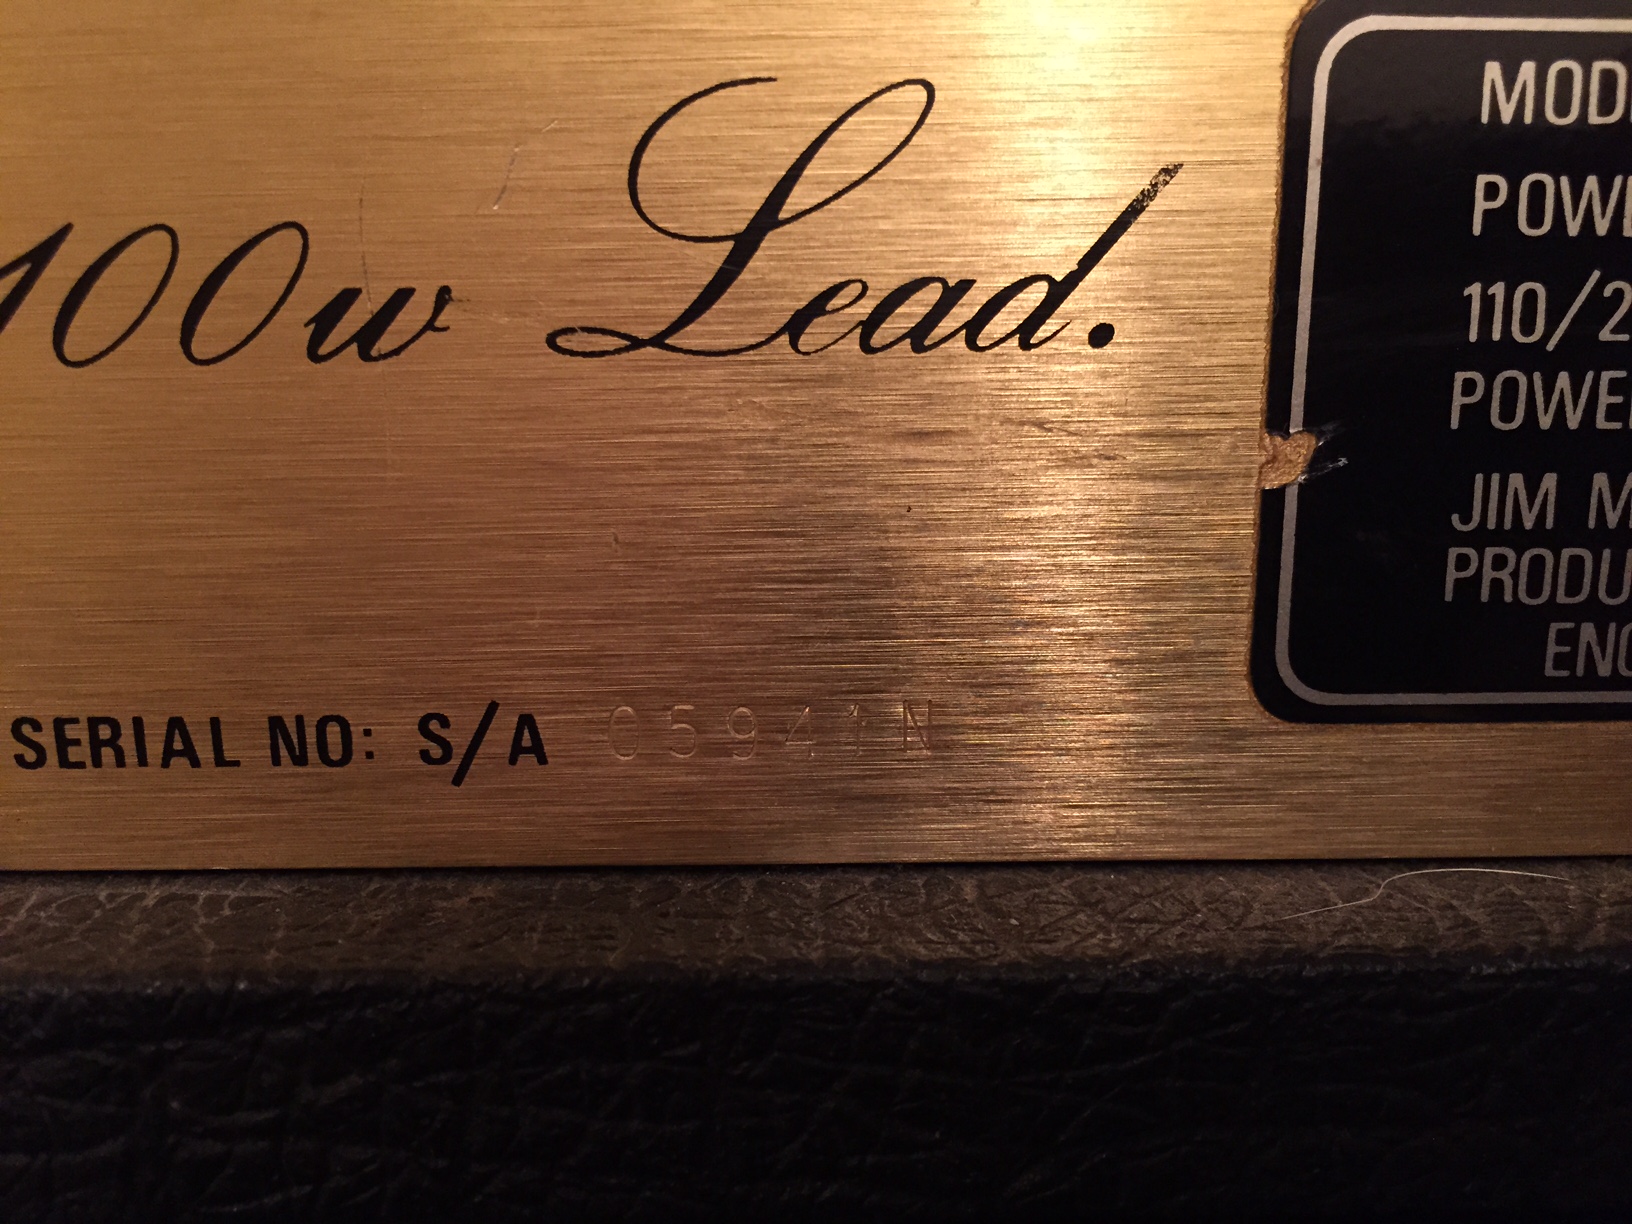 100w Lead.
SERIAL NO: S/A 05941N
MOD
POWE
110/2
POWE
JIM M
PRODU
ENG